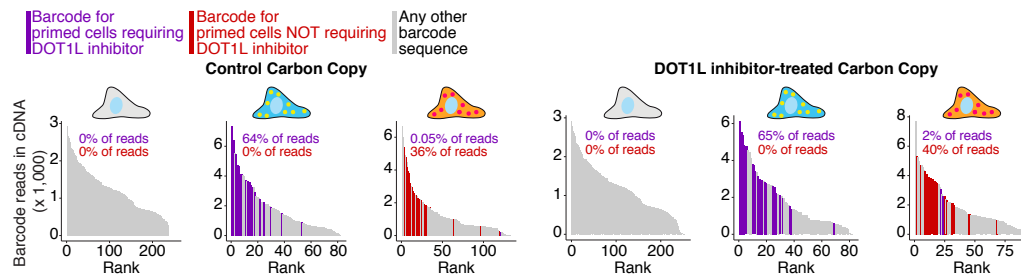 Barcode for
primed cells requiring
DOT1L inhibitor
Barcode for
primed cells NOT requiring
DOT1L inhibitor
Any other
barcode
sequence
Control Carbon Copy
DOT1L inhibitor-treated Carbon Copy
Barcode reads in cDNA
(x 1,000)
0% of reads
0% of reads
3
2
1
0
0 100 200
Rank
64% of reads
0% of reads
6
4
2
0
0 20 40 60 80
Rank
0.05% of reads
36% of reads
6
4
2
0
0 50 100
Rank
0% of reads
0% of reads
3
2
1
0
0 100 200
Rank
65% of reads
0% of reads
6
4
2
0
0 20 40 60 80
Rank
2% of reads
40% of reads
8
6
4
2
0
0 25 50 75
Rank